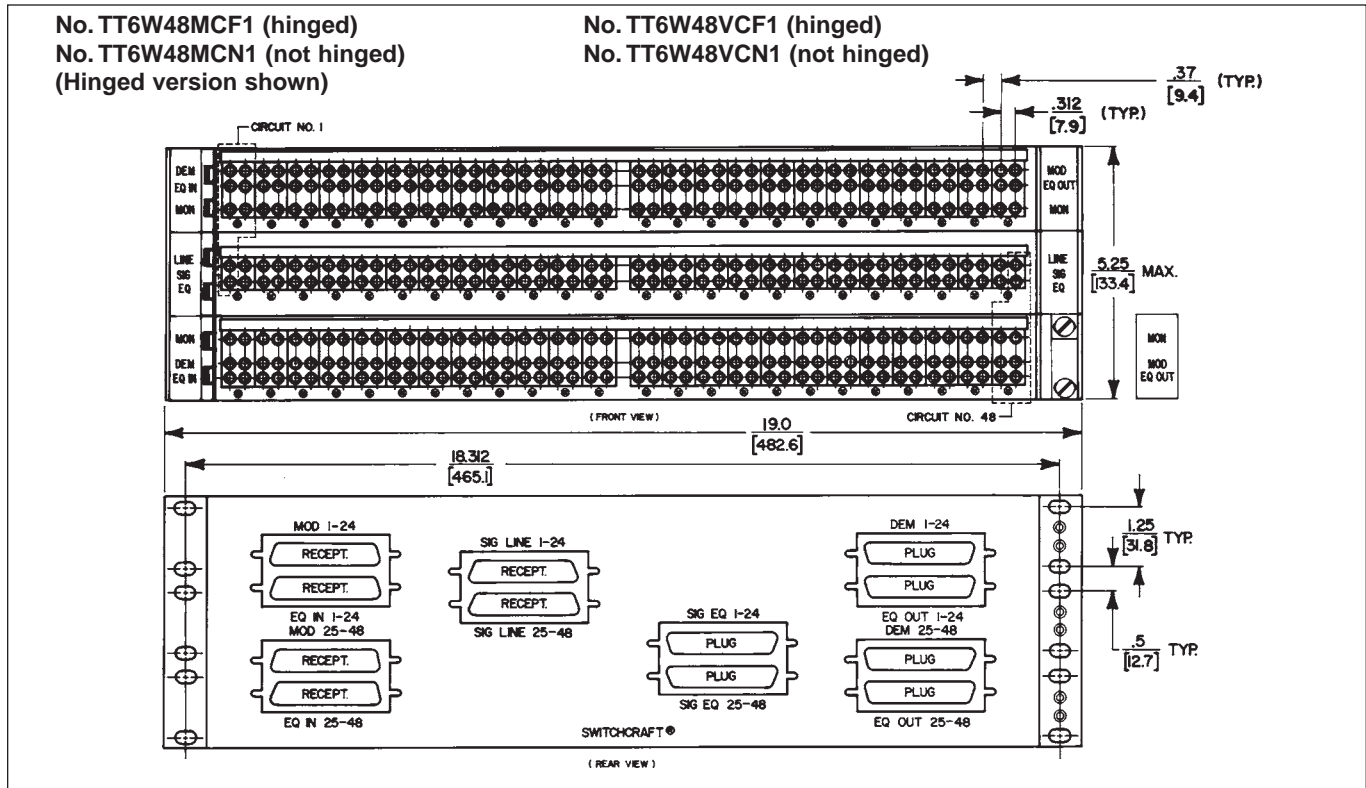 No. TT6W48MCF1 (hinged)
No. TT6W48MCN1 (not hinged)
(Hinged version shown)
No. TT6W48VCF1 (hinged)
No. TT6W48VCN1 (not hinged)
.37 (TYP.)
[9.4]
.312 (TYP.)
[7.9]
CIRCUIT NO. 1
DEM
EQ IN
MON
MOD
EQ OUT
MON
LINE
SIG
EQ
LINE
SIG
EQ
5.25 MAX.
[133.4]
MON
DEM
EQ IN
MON
MOD
EQ OUT
(FRONT VIEW)
CIRCUIT NO. 48
19.0
[482.6]
18.312
[465.1]
MOD 1-24
RECEPT.
RECEPT.
EQ IN 1-24
MOD 25-48
RECEPT.
RECEPT.
EQ IN 25-48
SIG LINE 1-24
RECEPT.
RECEPT.
SIG LINE 25-48
SIG EQ 1-24
PLUG
PLUG
SIG EQ 25-48
DEM 1-24
PLUG
PLUG
EQ OUT 1-24
DEM 25-48
PLUG
PLUG
EQ OUT 25-48
1.25 TYP.
[31.8]
.5 TYP.
[12.7]
SWITCHCRAFT®
(REAR VIEW)